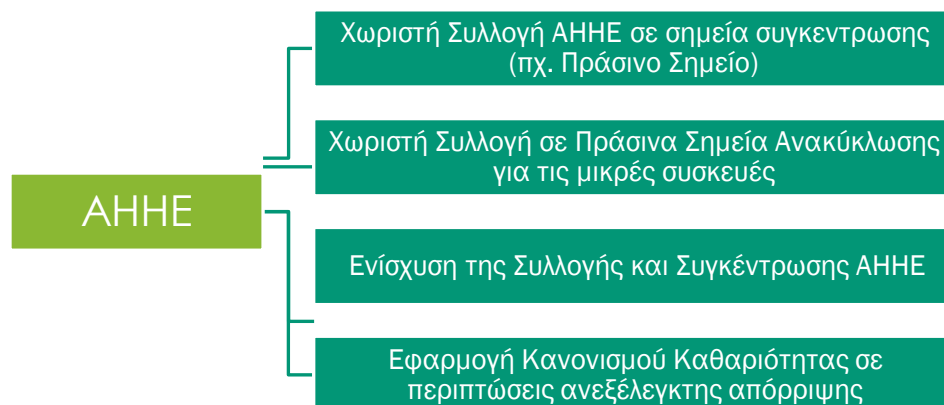 Χωριστή Συλλογή ΑΗΗΕ σε σημεία συγκεντρωσης
(πχ. Πράσινο Σημείο)
Χωριστή Συλλογή σε Πράσινα Σημεία Ανακύκλωσης
για τις μικρές συσκευές
ΑΗΗΕ
Ενίσχυση της Συλλογής και Συγκέντρωσης ΑΗΗΕ
Εφαρμογή Κανονισμού Καθαριότητας σε
περιπτώσεις ανεξέλεγκτης απόρριψης